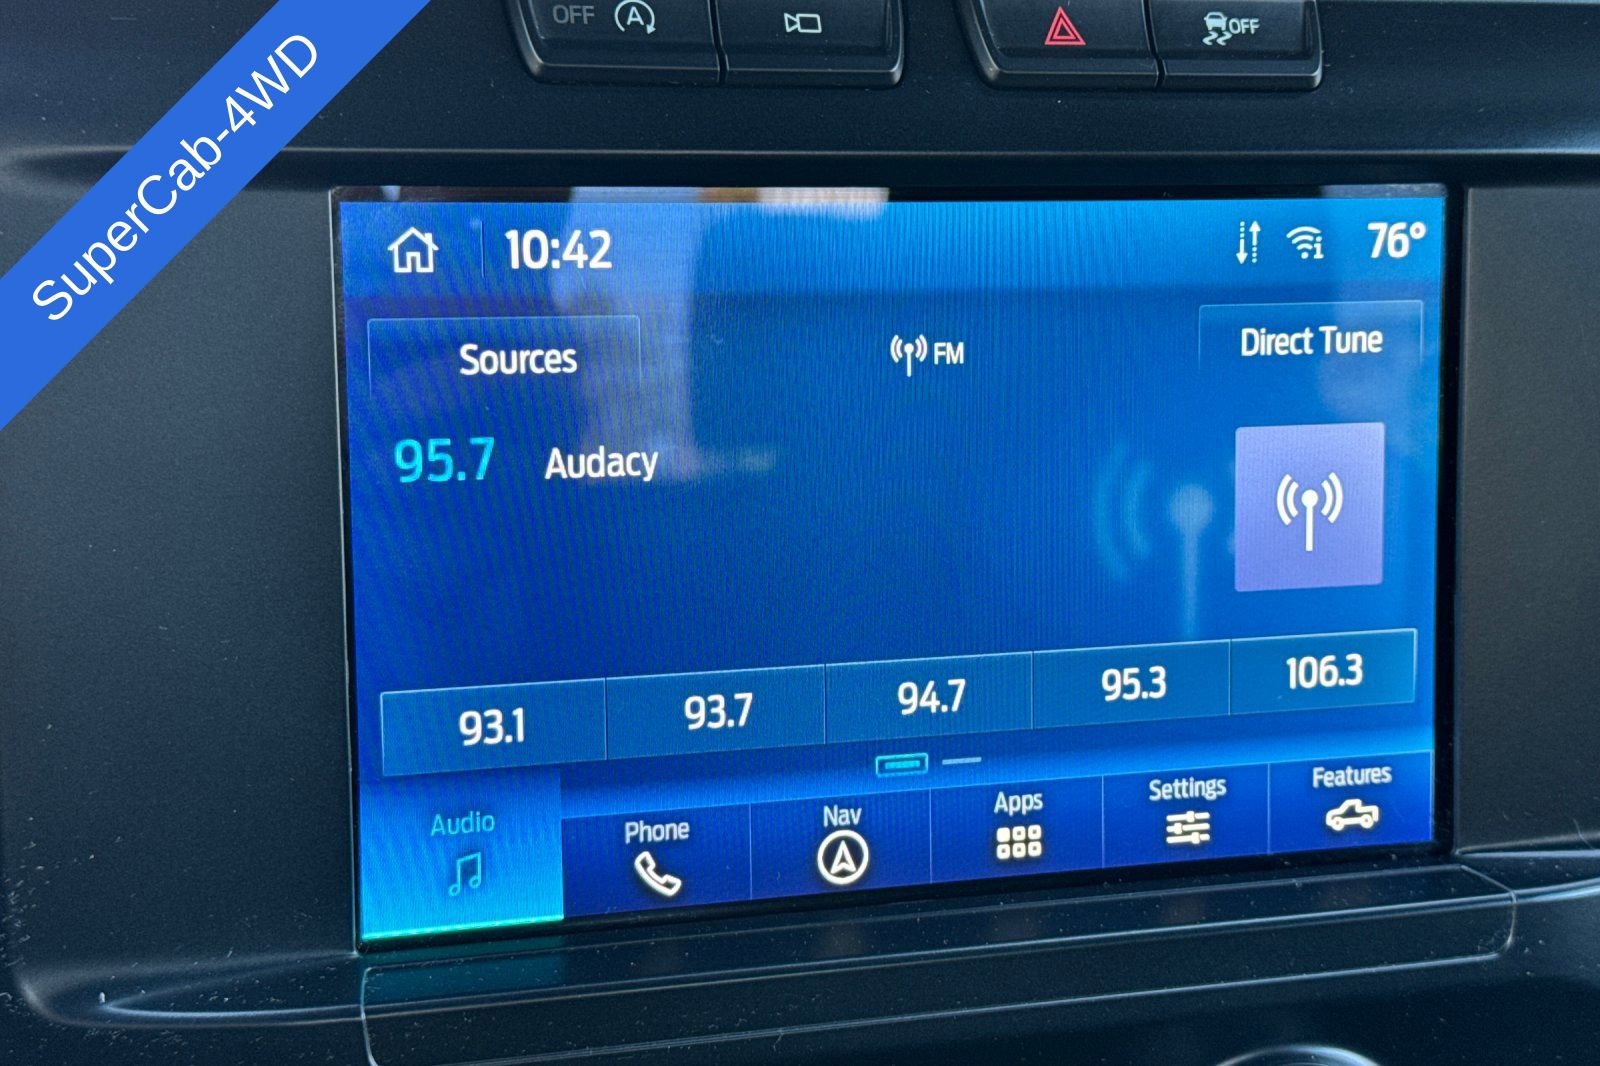 OFF A
OFF
SuperCab-4WD
10:42
76°
Sources
FM
Direct Tune
95.7 Audacy
93.1
93.7
94.7
95.3
106.3
Audio
Phone
Nav
Apps
Settings
Features